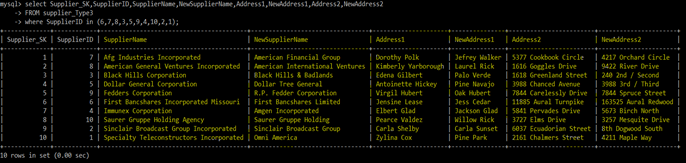 mysql> select Supplier_SK,SupplierID,SupplierName,NewSupplierName,Address1,NewAddress1,Address2,NewAddress2
-> FROM supplier_Type3
-> where SupplierID in (6,7,8,3,5,9,4,10,2,1);
| Supplier_SK | SupplierID | SupplierName | NewSupplierName | Address1 | NewAddress1 | Address2 | NewAddress2 |
| 1 | 7 | Afg Industries Incorporated | American Financial Group | Dorothy Polk | Jefrey Walker | 5377 Cookbook Circle | 4217 Orchard Circle |
| 2 | 8 | American General Ventures Incorporated | American International Ventures | Kimberly Yarborough | Laurel Rick | 1636 Goggles Drive | 9422 River Drive |
| 3 | 3 | Black Hills Corporation | Black Hills & Badlands | Edena Gilbert | Palo Verde | 1618 Greenland Street | 240 2nd / Second |
| 4 | 5 | Dollar General Corporation | Dollar Tree General | Antoinette Hickey | Pine Navajo | 3988 Chanced Avenue | 3988 3rd / Third |
| 5 | 9 | Fedders Corporation | R.P. Fedder Corporation | Virgil Hubert | Oak Hubert | 7844 Carelessly Drive | 7844 Spruce Street |
| 6 | 6 | First Bancshares Incorporated Missouri | First Bancshares Limited | Jensine Lease | Jess Cedar | 11885 Aural Turnpike | 163525 Aural Redwood |
| 7 | 4 | Immunex Corporation | Amgen Incorporated | Elbert Glad | Jackson Glad | 5841 Pervades Drive | 5673 Birch North |
| 8 | 10 | Saurer Gruppe Holding Agency | Saurer Gruppe Holding | Pearce Valdez | Willow Rick | 3727 Elms Drive | 3257 Mesquite Drive |
| 9 | 2 | Sinclair Broadcast Group Incorporated | Sinclair Broadcast Group | Carla Shelby | Carla Sunset | 6037 Ecuadorian Street | 8th Dogwood South |
| 10 | 1 | Specialty Teleconstructors Incorporated | Omni America | Zylina Cox | Pine Park | 2161 Chalmers Street | 4211 Maple Way |
10 rows in set (0.00 sec)